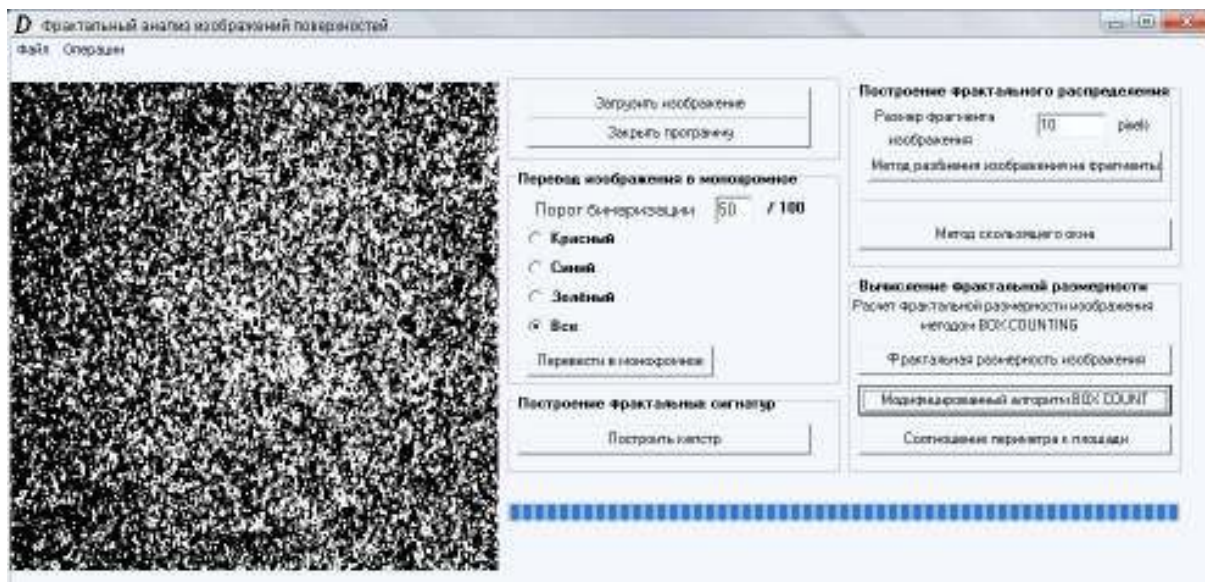 D Фрактальный анализ изображений поверхностей
Файл Операции
Загрузить изображение
Закрыть программу
Перевод изображения в монохромное
Порог бинаризации 50 / 100
Красный
Синий
Зелёный
Все
Перевести в монохромное
Построение фрактальных сигнатур
Построить
Построение фрактального распределения
Размер фрагмента
изображения
10 pixels
Метод разбиения изображения на фрагменты
Метод скользящего окна
Вычисление фрактальной размерности
Расчет фрактальной размерности изображения
методом BOX COUNTING
Фрактальная размерность изображения
Модифицированный алгоритм BOX COUNT
Соотношение периметра к площади